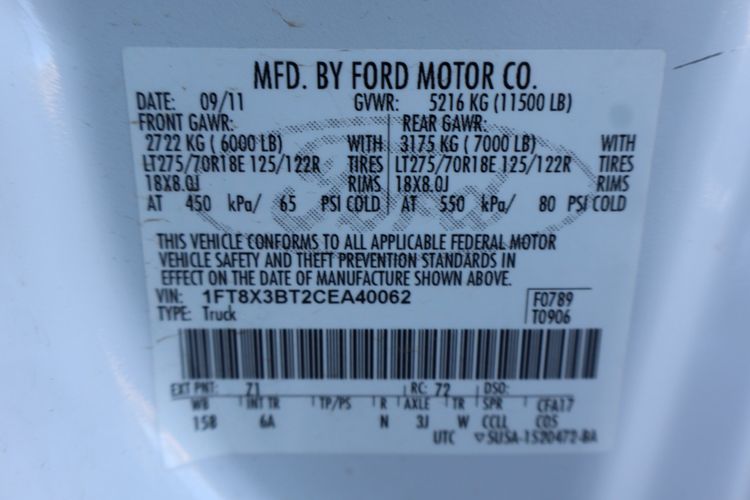 MFD. BY FORD MOTOR CO.
DATE: 09/11 GVWR: 5216 KG (11500 LB)
FRONT GAWR: REAR GAWR:
2722 KG ( 6000 LB) WITH 3175 KG ( 7000 LB) WITH
LT275/70R18E 125/122R TIRES LT275/70R18E 125/122R TIRES
18X8.0J RIMS 18X8.0J RIMS
AT 450 kPa/ 65 PSI COLD AT 550 kPa/ 80 PSI COLD
THIS VEHICLE CONFORMS TO ALL APPLICABLE FEDERAL MOTOR
VEHICLE SAFETY AND THEFT PREVENTION STANDARDS IN
EFFECT ON THE DATE OF MANUFACTURE SHOWN ABOVE.
VIN: 1FT8X3BT2CEA40062 F0789
TYPE: Truck T0906
EXT PNT: Z1 RC: 72 DSO:
WB INT TR TP/PS R AXLE TR SPR CFA17
158 6A N 3J W CCLL COS
UTC 5USA-1520472-BA